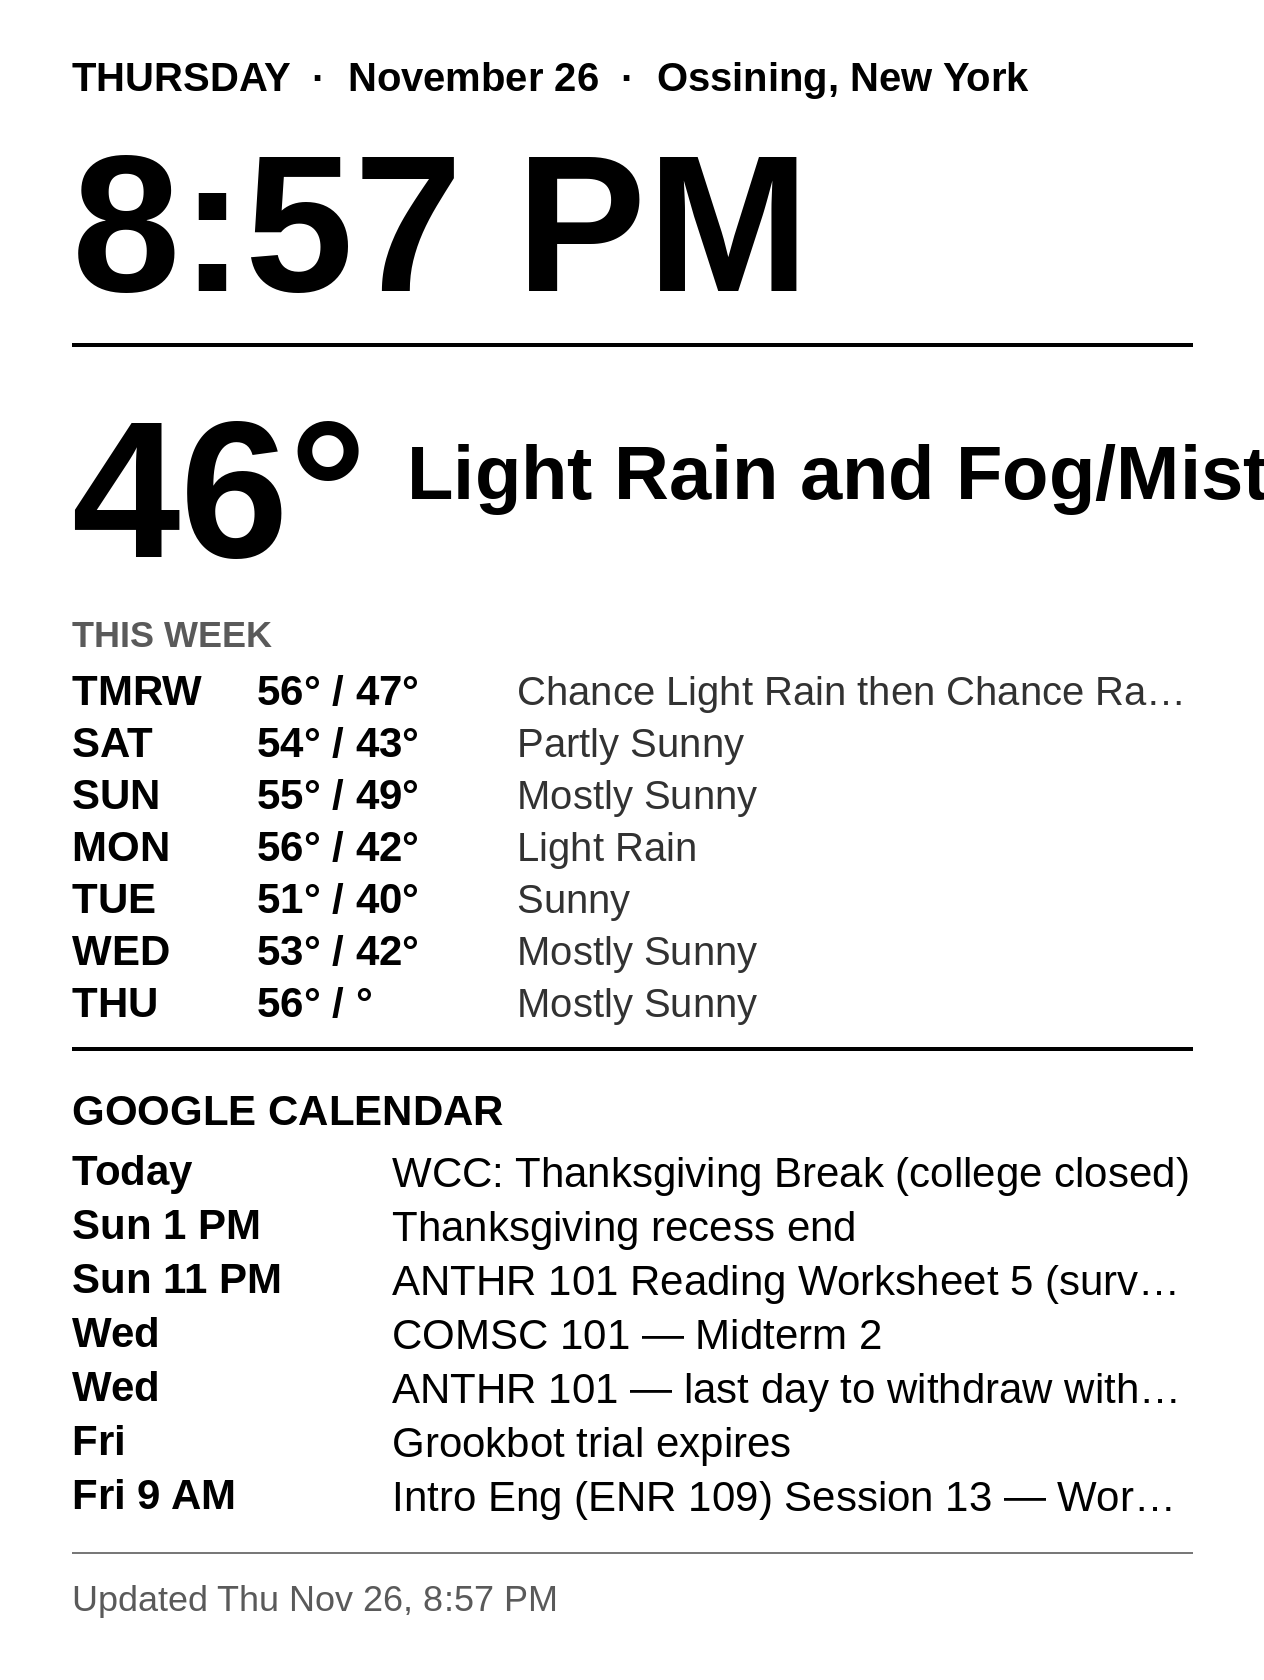 THURSDAY · November 26 · Ossining, New York
8:57 PM
46° Light Rain and Fog/Mist
THIS WEEK
TMRW 56° / 47° Chance Light Rain then Chance Ra…
SAT 54° / 43° Partly Sunny
SUN 55° / 49° Mostly Sunny
MON 56° / 42° Light Rain
TUE 51° / 40° Sunny
WED 53° / 42° Mostly Sunny
THU 56° / ° Mostly Sunny
GOOGLE CALENDAR
Today WCC: Thanksgiving Break (college closed)
Sun 1 PM Thanksgiving recess end
Sun 11 PM ANTHR 101 Reading Worksheet 5 (surv…
Wed COMSC 101 — Midterm 2
Wed ANTHR 101 — last day to withdraw with…
Fri Grookbot trial expires
Fri 9 AM Intro Eng (ENR 109) Session 13 — Wor…
Updated Thu Nov 26, 8:57 PM